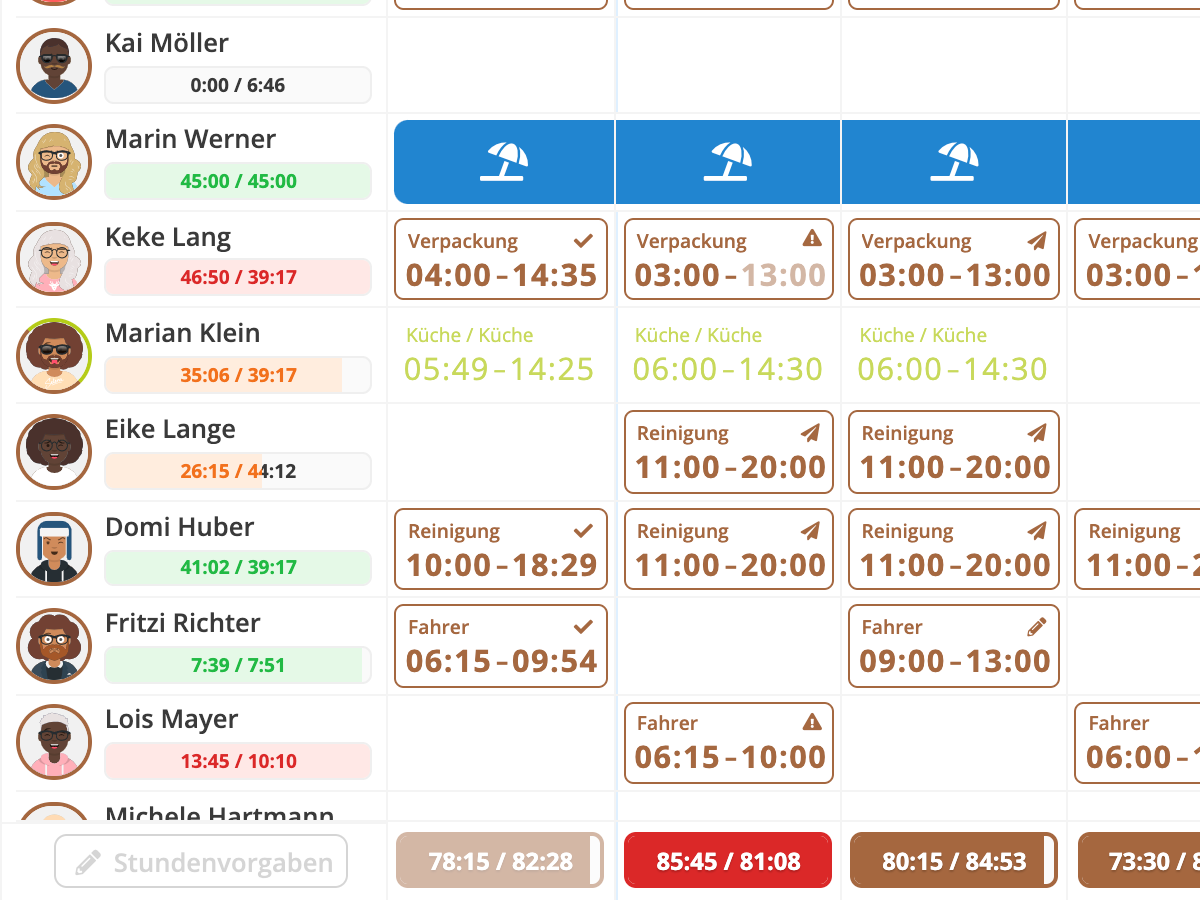 Kai Möller
0:00 / 6:46
Marin Werner
45:00 / 45:00
Keke Lang
46:50 / 39:17
Verpackung
04:00 – 14:35
Verpackung
03:00 – 13:00
Verpackung
03:00 – 13:00
Verpackung
03:00 – 1
Marian Klein
35:06 / 39:17
Küche / Küche
05:49 – 14:25
Küche / Küche
06:00 – 14:30
Küche / Küche
06:00 – 14:30
Eike Lange
26:15 / 44:12
Reinigung
11:00 – 20:00
Reinigung
11:00 – 20:00
Domi Huber
41:02 / 39:17
Reinigung
10:00 – 18:29
Reinigung
11:00 – 20:00
Reinigung
11:00 – 20:00
Reinigung
11:00 – 2
Fritzi Richter
7:39 / 7:51
Fahrer
06:15 – 09:54
Fahrer
09:00 – 13:00
Lois Mayer
13:45 / 10:10
Fahrer
06:15 – 10:00
Fahrer
06:00 – 1
Michele Hartmann
Stundenvorgaben
78:15 / 82:28
85:45 / 81:08
80:15 / 84:53
73:30 / 8